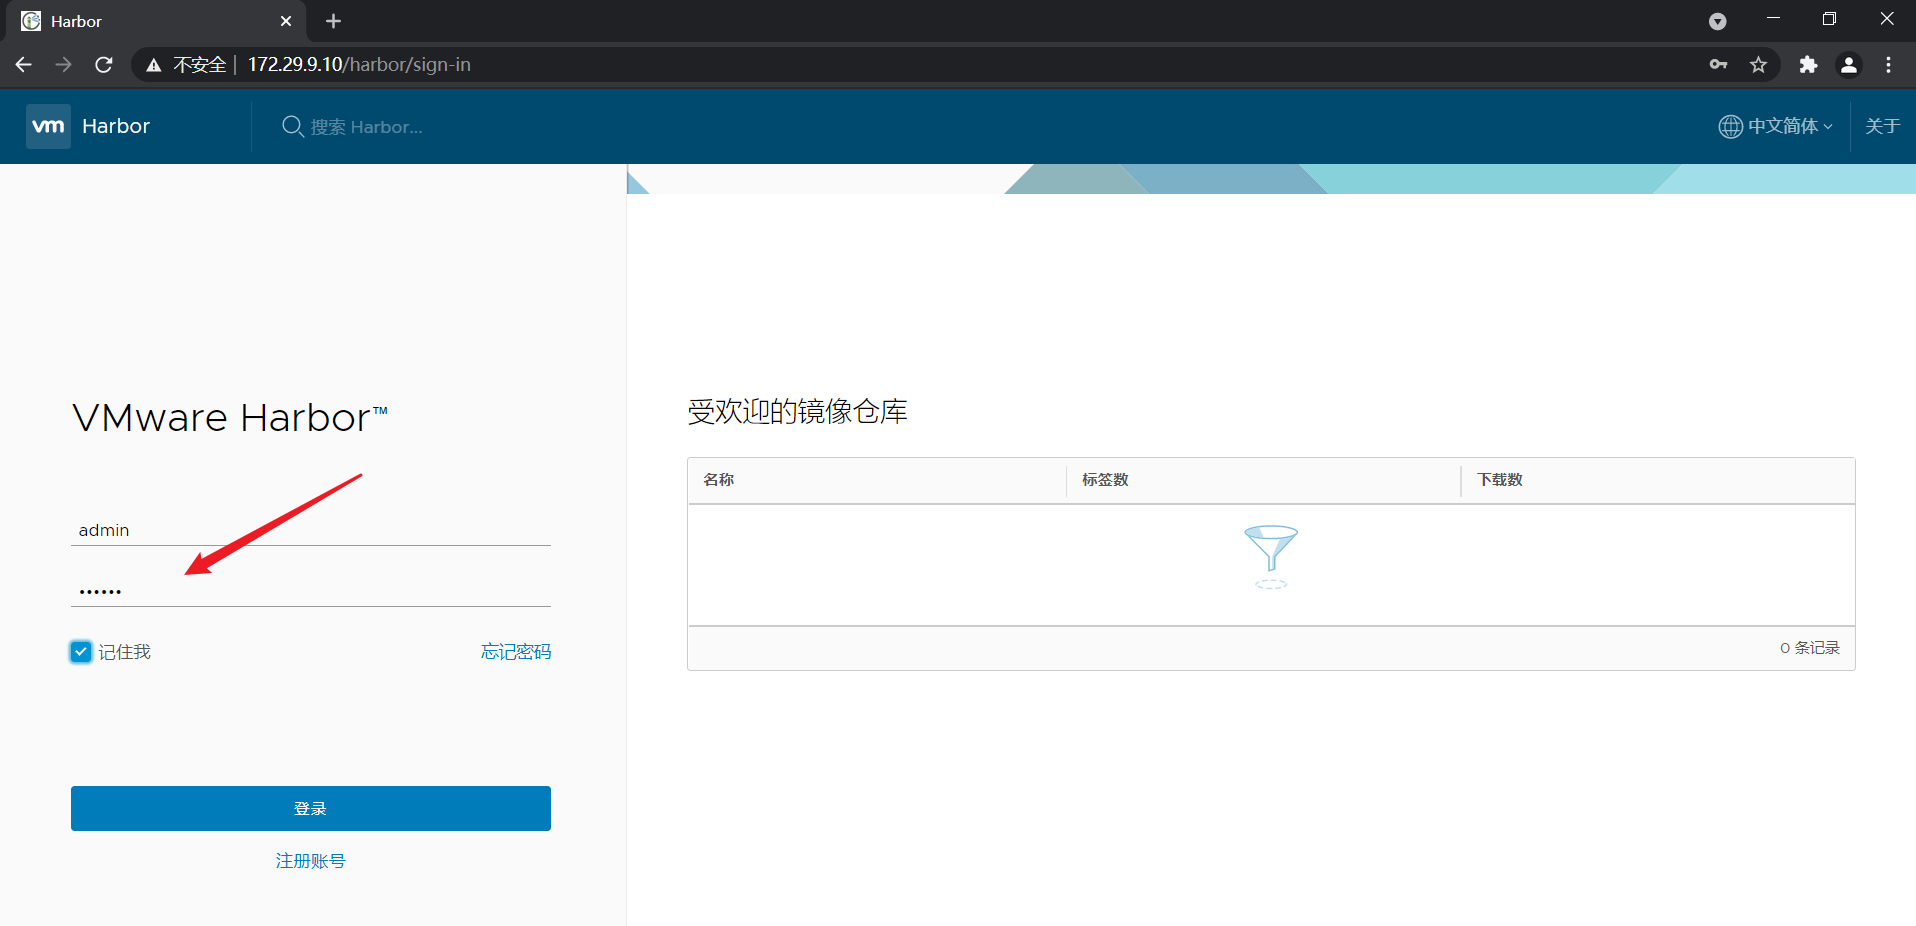 Harbor
不安全 172.29.9.10/harbor/sign-in
vm Harbor 搜索 Harbor... 中文简体 关于
VMware Harbor™
admin
••••••
记住我 忘记密码
登录
注册账号
受欢迎的镜像仓库
名称 标签数 下载数
0 条记录